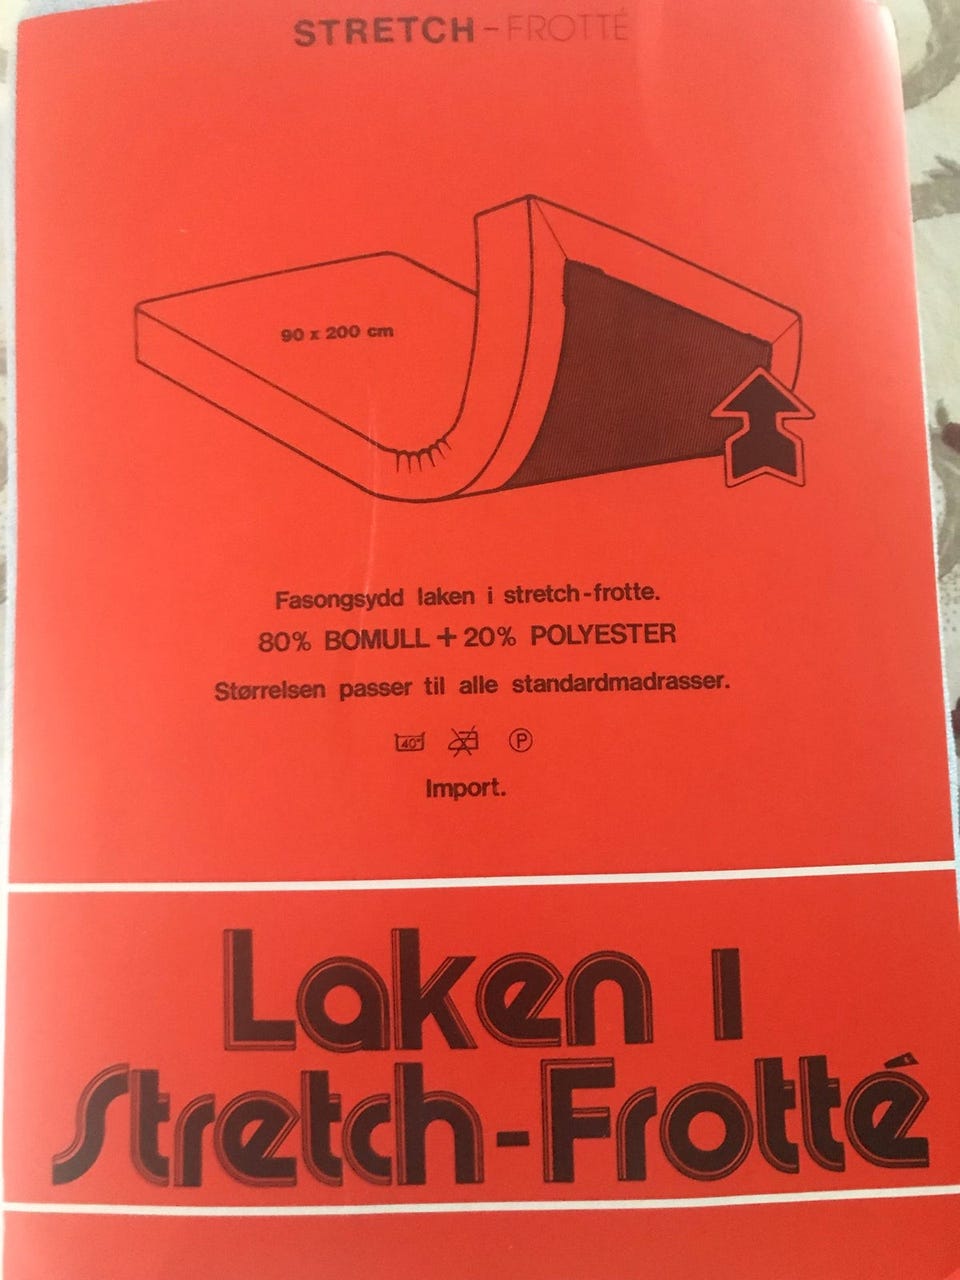 STRETCH-FROTTÉ
90 x 200 cm
Fasongsydd laken i stretch-frotte.
80% BOMULL + 20% POLYESTER
Størrelsen passer til alle standardmadrasser.
40° P
Import.
Laken i
Stretch-Frotté